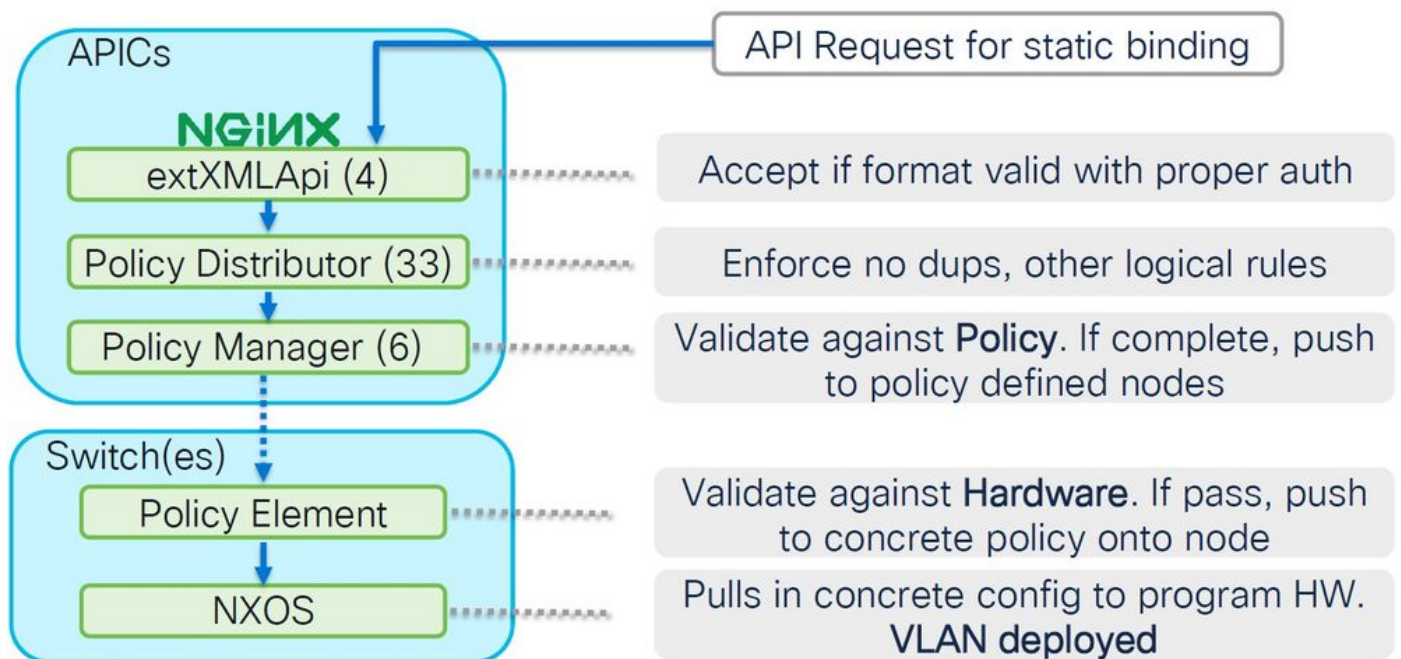 APICs
API Request for static binding
NGINX
extXMLApi (4)
Accept if format valid with proper auth
Policy Distributor (33)
Enforce no dups, other logical rules
Policy Manager (6)
Validate against Policy. If complete, push
to policy defined nodes
Switch(es)
Policy Element
Validate against Hardware. If pass, push
to concrete policy onto node
NXOS
Pulls in concrete config to program HW.
VLAN deployed